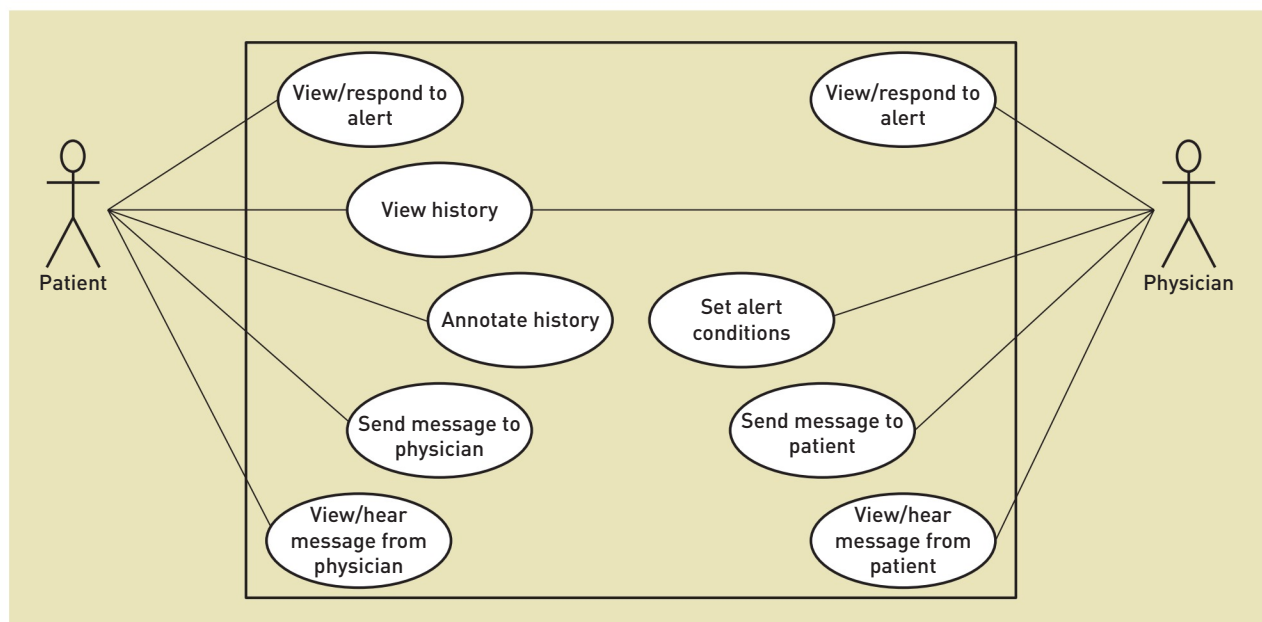 View/respond to
alert
View/respond to
alert
View history
Patient
Physician
Annotate history
Set alert
conditions
Send message to
physician
Send message to
patient
View/hear
message from
physician
View/hear
message from
patient